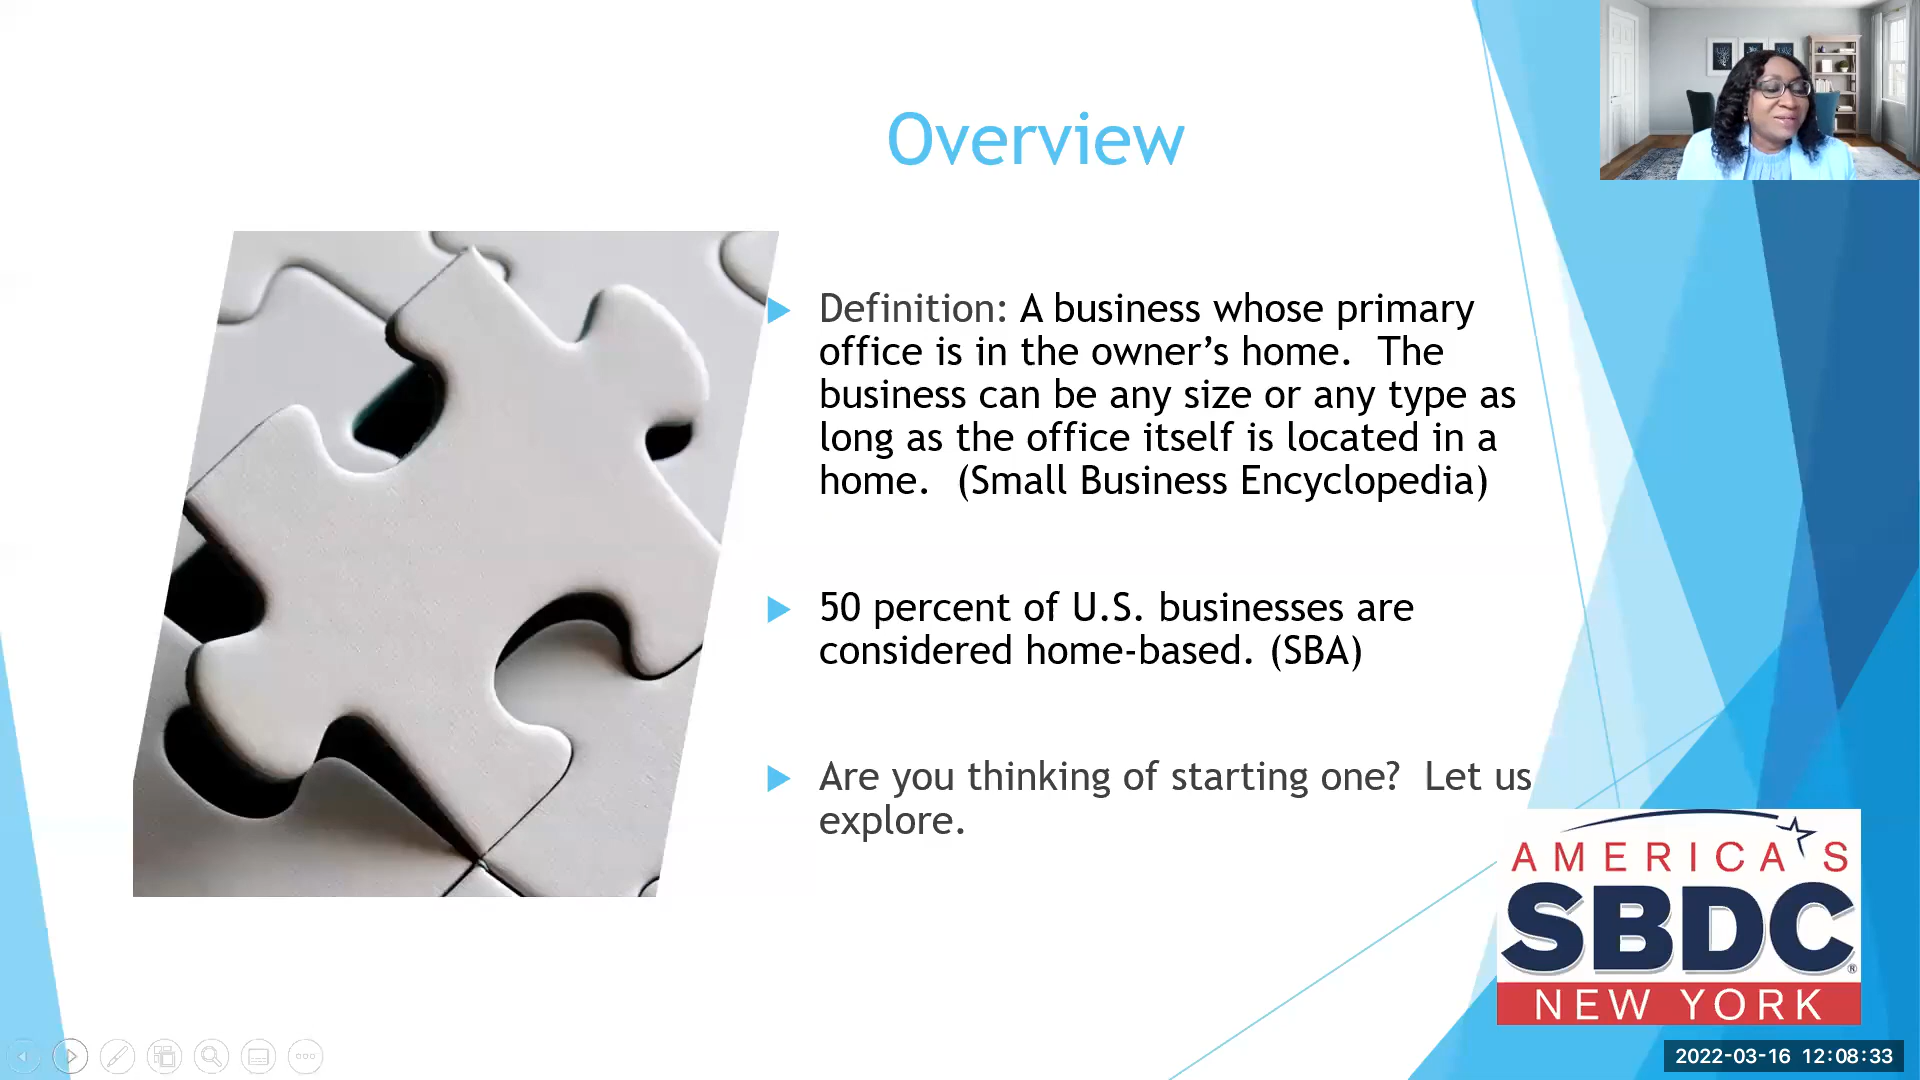 Overview
Definition: A business whose primary
office is in the owner’s home.  The
business can be any size or any type as
long as the office itself is located in a
home.  (Small Business Encyclopedia)
50 percent of U.S. businesses are
considered home-based. (SBA)
Are you thinking of starting one?  Let us
explore.
AMERICA'S
SBDC
®
NEW YORK
2022-03-16 12:08:33